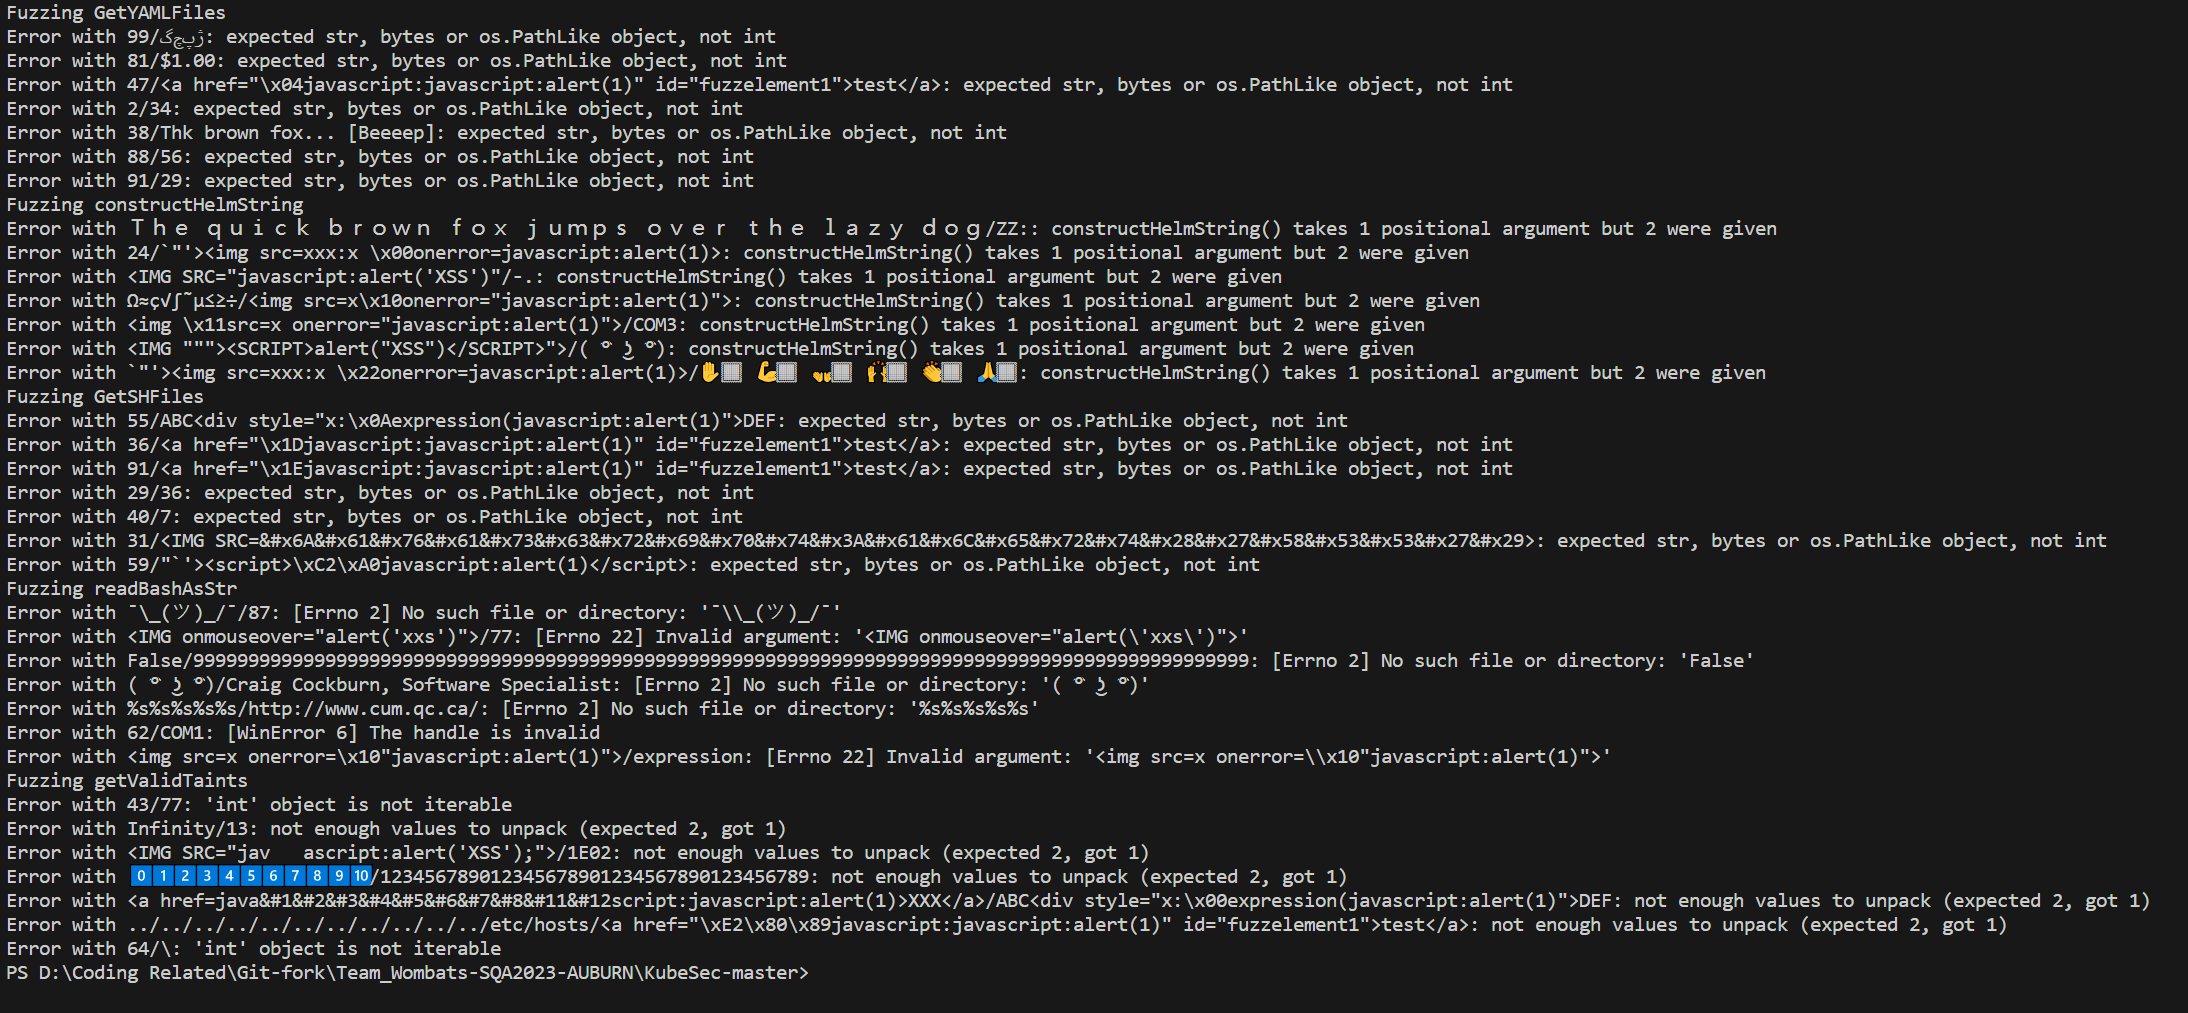 Fuzzing GetYAMLFiles
Error with 99/ژپچگ: expected str, bytes or os.PathLike object, not int
Error with 81/$1.00: expected str, bytes or os.PathLike object, not int
Error with 47/<a href="\x04javascript:javascript:alert(1)" id="fuzzelement1">test</a>: expected str, bytes or os.PathLike object, not int
Error with 2/34: expected str, bytes or os.PathLike object, not int
Error with 38/Thk brown fox... [Beeeep]: expected str, bytes or os.PathLike object, not int
Error with 88/56: expected str, bytes or os.PathLike object, not int
Error with 91/29: expected str, bytes or os.PathLike object, not int
Fuzzing constructHelmString
Error with Ｔｈｅ ｑｕｉｃｋ ｂｒｏｗｎ ｆｏｘ ｊｕｍｐｓ ｏｖｅｒ ｔｈｅ ｌａｚｙ ｄｏｇ/ZZ:: constructHelmString() takes 1 positional argument but 2 were given
Error with 24/`"'><img src=xxx:x \x00onerror=javascript:alert(1)>: constructHelmString() takes 1 positional argument but 2 were given
Error with <IMG SRC="javascript:alert('XSS')"/-.: constructHelmString() takes 1 positional argument but 2 were given
Error with Ω≈ç√∫˜µ≤≥÷/<img src=x\x10onerror="javascript:alert(1)">: constructHelmString() takes 1 positional argument but 2 were given
Error with <img \x11src=x onerror="javascript:alert(1)">/COM3: constructHelmString() takes 1 positional argument but 2 were given
Error with <IMG """><SCRIPT>alert("XSS")</SCRIPT>">/( ͡° ͜ʖ ͡°): constructHelmString() takes 1 positional argument but 2 were given
Error with `"'><img src=xxx:x \x22onerror=javascript:alert(1)>/✋ 💪 👐 🙌 👏 🙏: constructHelmString() takes 1 positional argument but 2 were given
Fuzzing GetSHFiles
Error with 55/ABC<div style="x:\x0Aexpression(javascript:alert(1)">DEF: expected str, bytes or os.PathLike object, not int
Error with 36/<a href="\x1Djavascript:javascript:alert(1)" id="fuzzelement1">test</a>: expected str, bytes or os.PathLike object, not int
Error with 91/<a href="\x1Ejavascript:javascript:alert(1)" id="fuzzelement1">test</a>: expected str, bytes or os.PathLike object, not int
Error with 29/36: expected str, bytes or os.PathLike object, not int
Error with 40/7: expected str, bytes or os.PathLike object, not int
Error with 31/<IMG SRC=&#x6A&#x61&#x76&#x61&#x73&#x63&#x72&#x69&#x70&#x74&#x3A&#x61&#x6C&#x65&#x72&#x74&#x28&#x27&#x58&#x53&#x53&#x27&#x29>: expected str, bytes or os.PathLike object, not int
Error with 59/"`'><script>\xC2\xA0javascript:alert(1)</script>: expected str, bytes or os.PathLike object, not int
Fuzzing readBashAsStr
Error with ¯\_(ツ)_/¯/87: [Errno 2] No such file or directory: '¯\\_(ツ)_/¯'
Error with <IMG onmouseover="alert('xxs')">/77: [Errno 22] Invalid argument: '<IMG onmouseover="alert(\'xxs\')">'
Error with False/999999999999999999999999999999999999999999999999999999999999999999999999999999999999999999999999: [Errno 2] No such file or directory: 'False'
Error with ( ͡° ͜ʖ ͡°)/Craig Cockburn, Software Specialist: [Errno 2] No such file or directory: '( ͡° ͜ʖ ͡°)'
Error with %s%s%s%s%s/http://www.cum.qc.ca/: [Errno 2] No such file or directory: '%s%s%s%s%s'
Error with 62/COM1: [WinError 6] The handle is invalid
Error with <img src=x onerror=\x10"javascript:alert(1)">/expression: [Errno 22] Invalid argument: '<img src=x onerror=\\x10"javascript:alert(1)">'
Fuzzing getValidTaints
Error with 43/77: 'int' object is not iterable
Error with Infinity/13: not enough values to unpack (expected 2, got 1)
Error with <IMG SRC="jav   ascript:alert('XSS');">/1E02: not enough values to unpack (expected 2, got 1)
Error with 0️⃣1️⃣2️⃣3️⃣4️⃣5️⃣6️⃣7️⃣8️⃣9️⃣🔟/123456789012345678901234567890123456789: not enough values to unpack (expected 2, got 1)
Error with <a href=java&#1&#2&#3&#4&#5&#6&#7&#8&#11&#12script:javascript:alert(1)>XXX</a>/ABC<div style="x:\x00expression(javascript:alert(1)">DEF: not enough values to unpack (expected 2, got 1)
Error with ../../../../../../../../../../../etc/hosts/<a href="\xE2\x80\x89javascript:javascript:alert(1)" id="fuzzelement1">test</a>: not enough values to unpack (expected 2, got 1)
Error with 64/\: 'int' object is not iterable
PS D:\Coding Related\Git-fork\Team_Wombats-SQA2023-AUBURN\KubeSec-master>